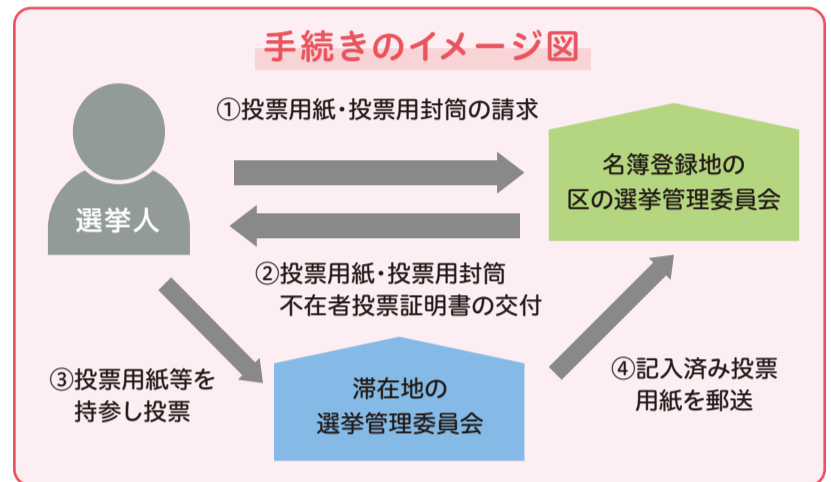 手続きのイメージ図
①投票用紙・投票用封筒の請求
選挙人
名簿登録地の
区の選挙管理委員会
②投票用紙・投票用封筒
不在者投票証明書の交付
③投票用紙等を
持参し投票
滞在地の
選挙管理委員会
④記入済み投票
用紙を郵送